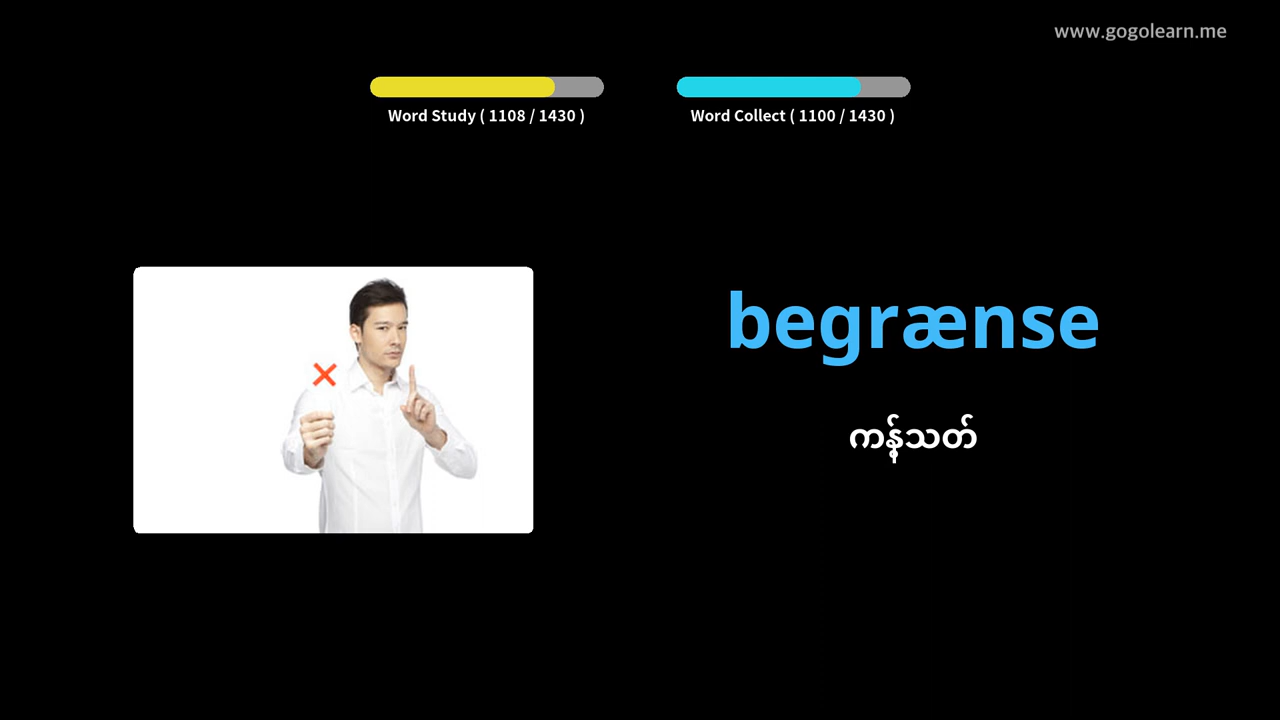 www.gogolearn.me
Word Study ( 1108 / 1430 )
Word Collect ( 1100 / 1430 )
begrænse
ကန့်သတ်